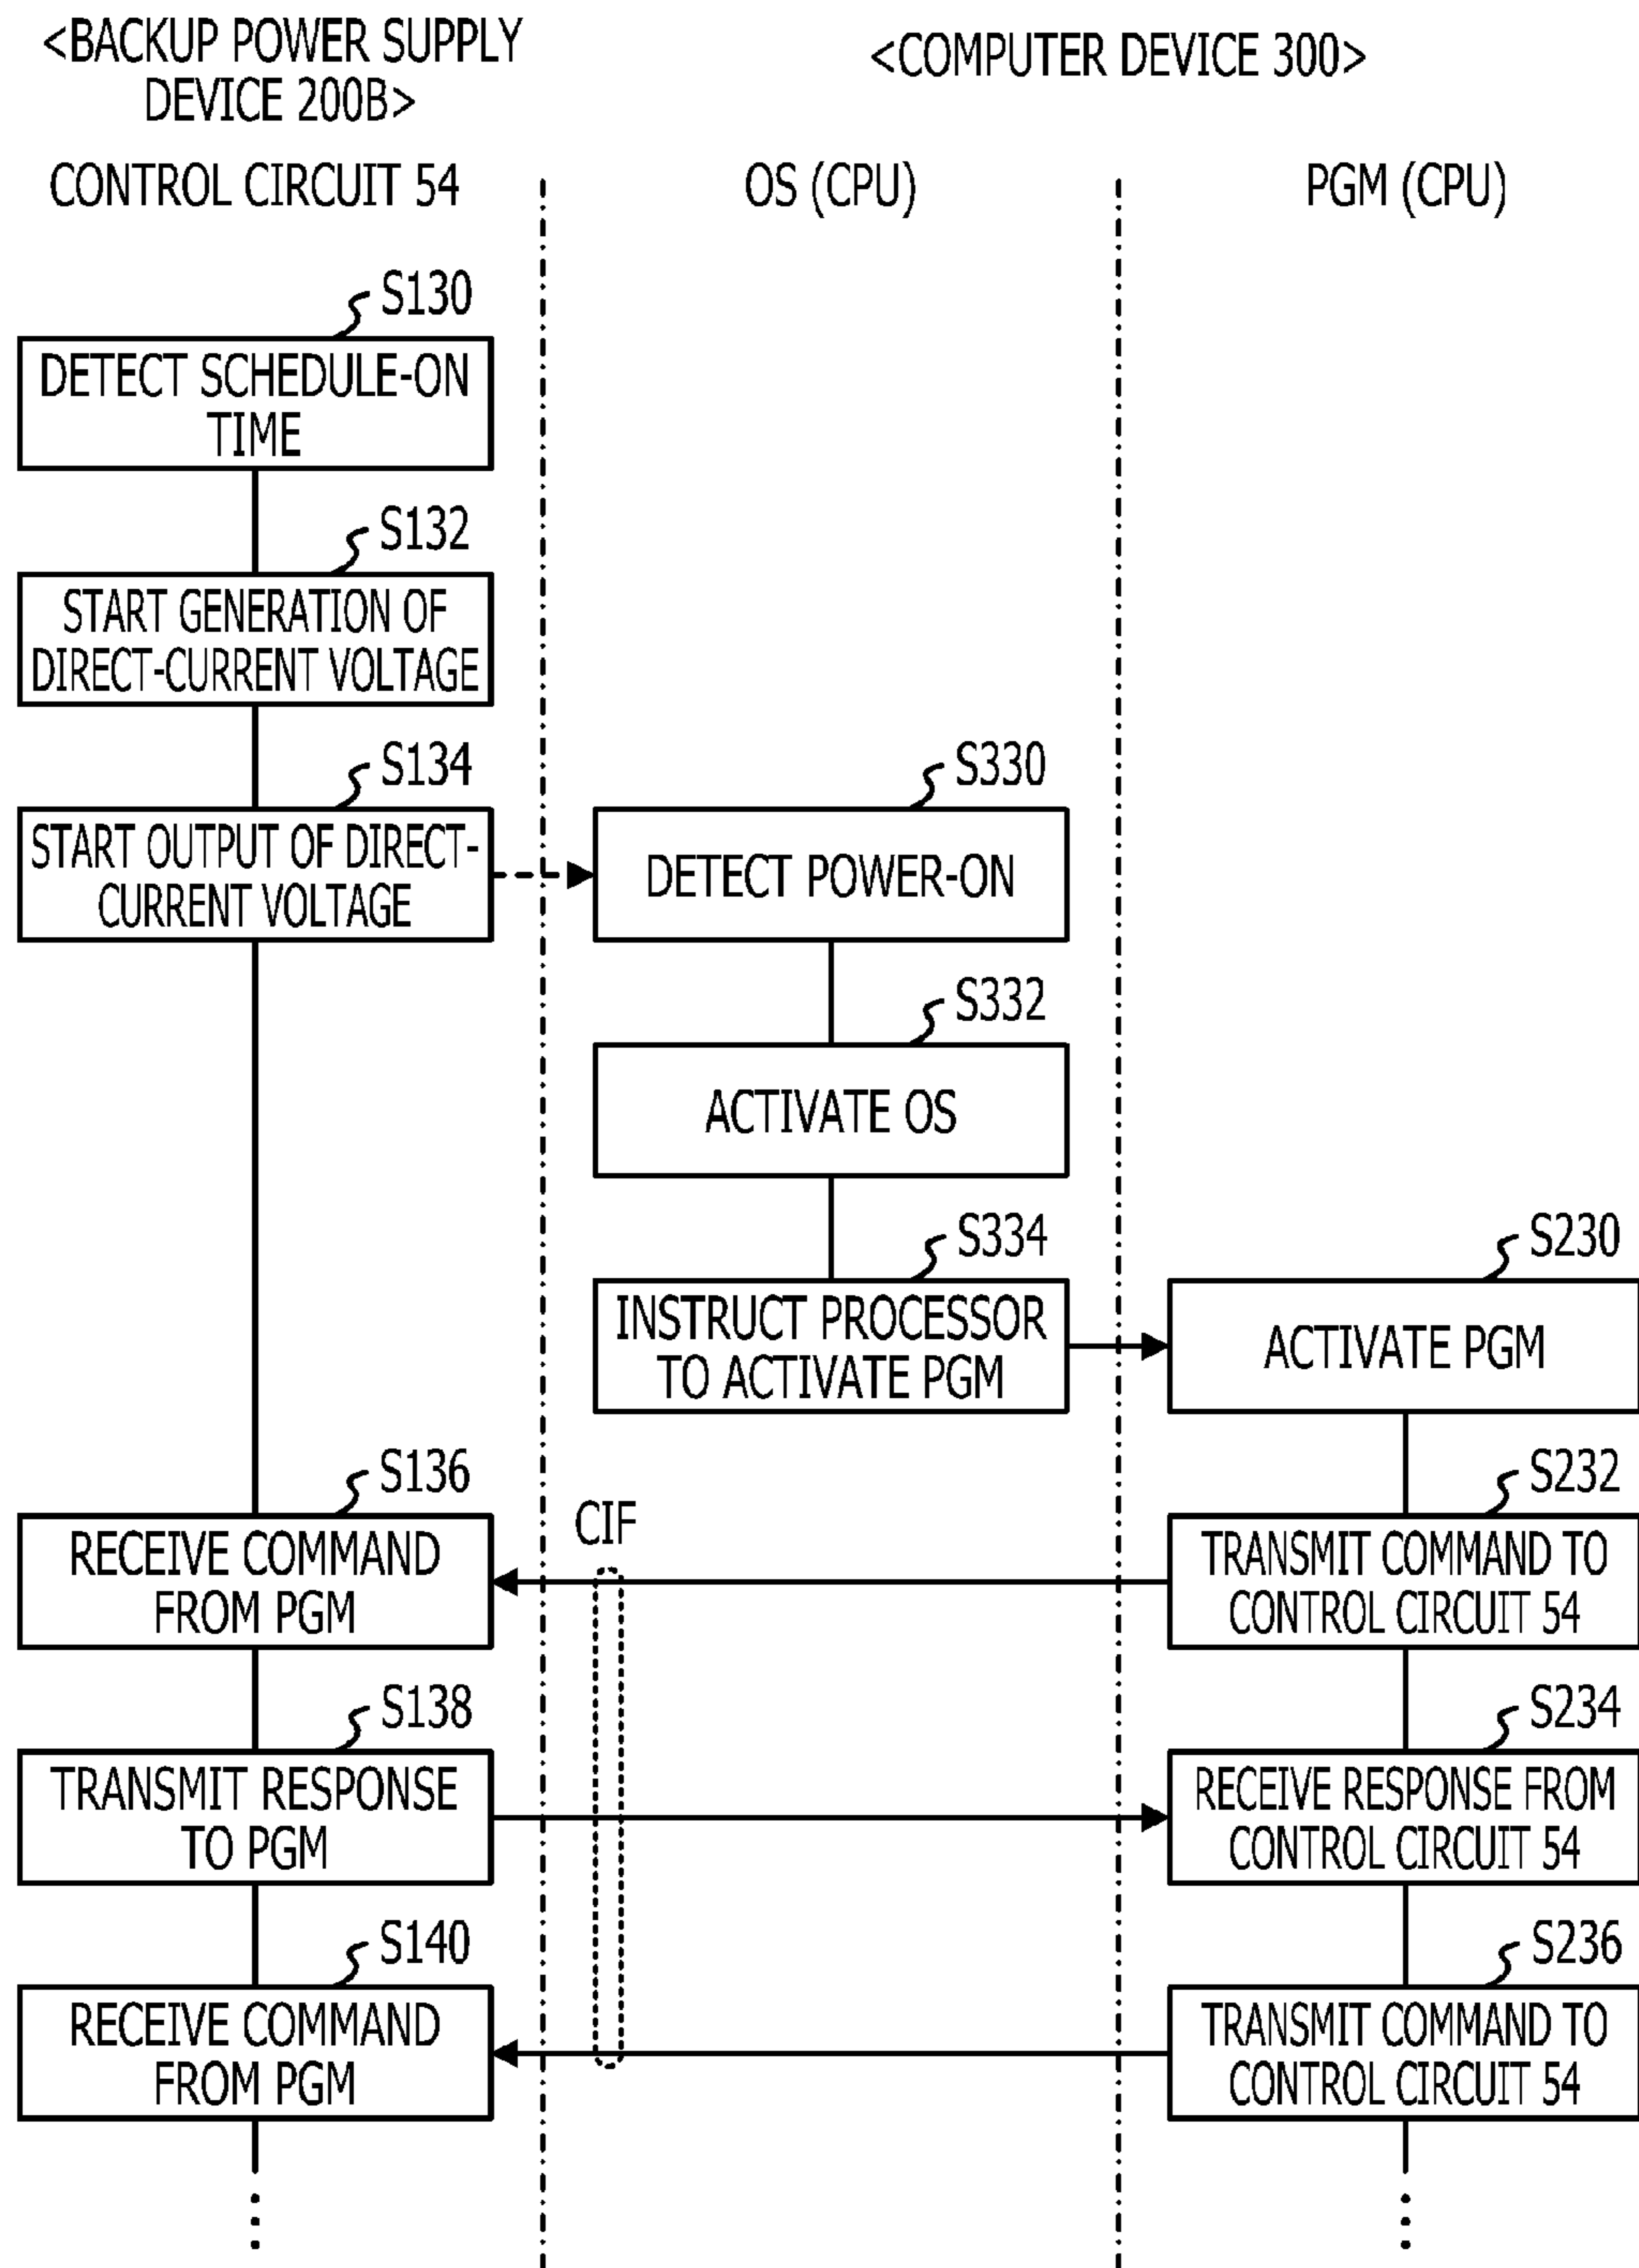 <BACKUP POWER SUPPLY
DEVICE 200B>
<COMPUTER DEVICE 300>
CONTROL CIRCUIT 54
OS (CPU)
PGM (CPU)
S130
DETECT SCHEDULE-ON
TIME
S132
START GENERATION OF
DIRECT-CURRENT VOLTAGE
S134
START OUTPUT OF DIRECT-
CURRENT VOLTAGE
S330
DETECT POWER-ON
S332
ACTIVATE OS
S334
INSTRUCT PROCESSOR
TO ACTIVATE PGM
S230
ACTIVATE PGM
S136
RECEIVE COMMAND
FROM PGM
CIF
S232
TRANSMIT COMMAND TO
CONTROL CIRCUIT 54
S138
TRANSMIT RESPONSE
TO PGM
S234
RECEIVE RESPONSE FROM
CONTROL CIRCUIT 54
S140
RECEIVE COMMAND
FROM PGM
S236
TRANSMIT COMMAND TO
CONTROL CIRCUIT 54